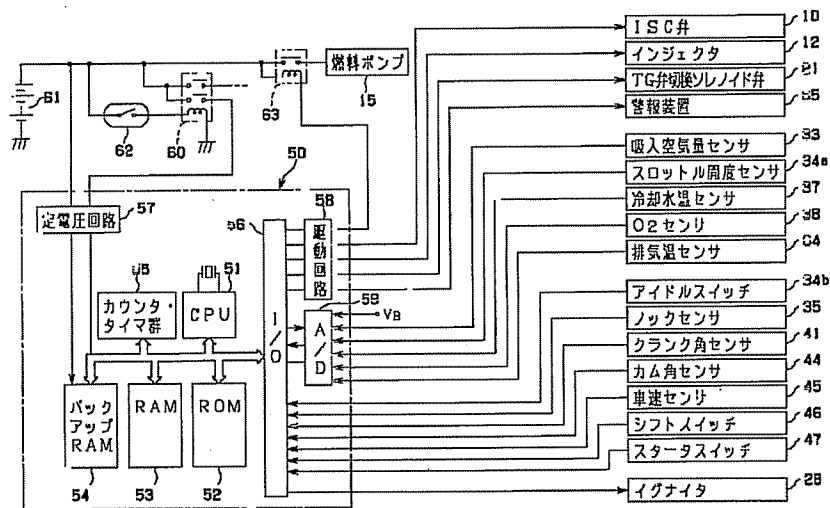 ISC弁 10
インジェクタ 12
TG弁切換ソレノイド弁 21
警報装置 65
燃料ポンプ
15
63
61
62
60
吸入空気量センサ 33
スロットル開度センサ 34a
冷却水温センサ 37
O2センサ 38
排気温センサ 64
50
定電圧回路 57
56
58
駆動回路
59
VB
カウンタ・タイマ群
51
CPU
I/O
A/D
アイドルスイッチ 34b
ノックセンサ 35
クランク角センサ 41
カム角センサ 44
車速センサ 45
シフトスイッチ 46
スタータスイッチ 47
バックアップRAM
RAM
ROM
54
53
52
イグナイタ 28